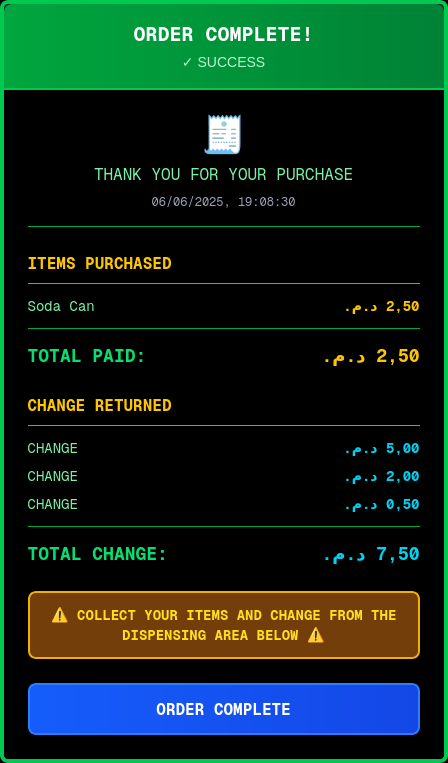 ORDER COMPLETE!
✓ SUCCESS
THANK YOU FOR YOUR PURCHASE
06/06/2025, 19:08:30
ITEMS PURCHASED
Soda Can د.م. 2,50
TOTAL PAID: د.م. 2,50
CHANGE RETURNED
CHANGE د.م. 5,00
CHANGE د.م. 2,00
CHANGE د.م. 0,50
TOTAL CHANGE: د.م. 7,50
⚠️ COLLECT YOUR ITEMS AND CHANGE FROM THE
DISPENSING AREA BELOW ⚠️
ORDER COMPLETE